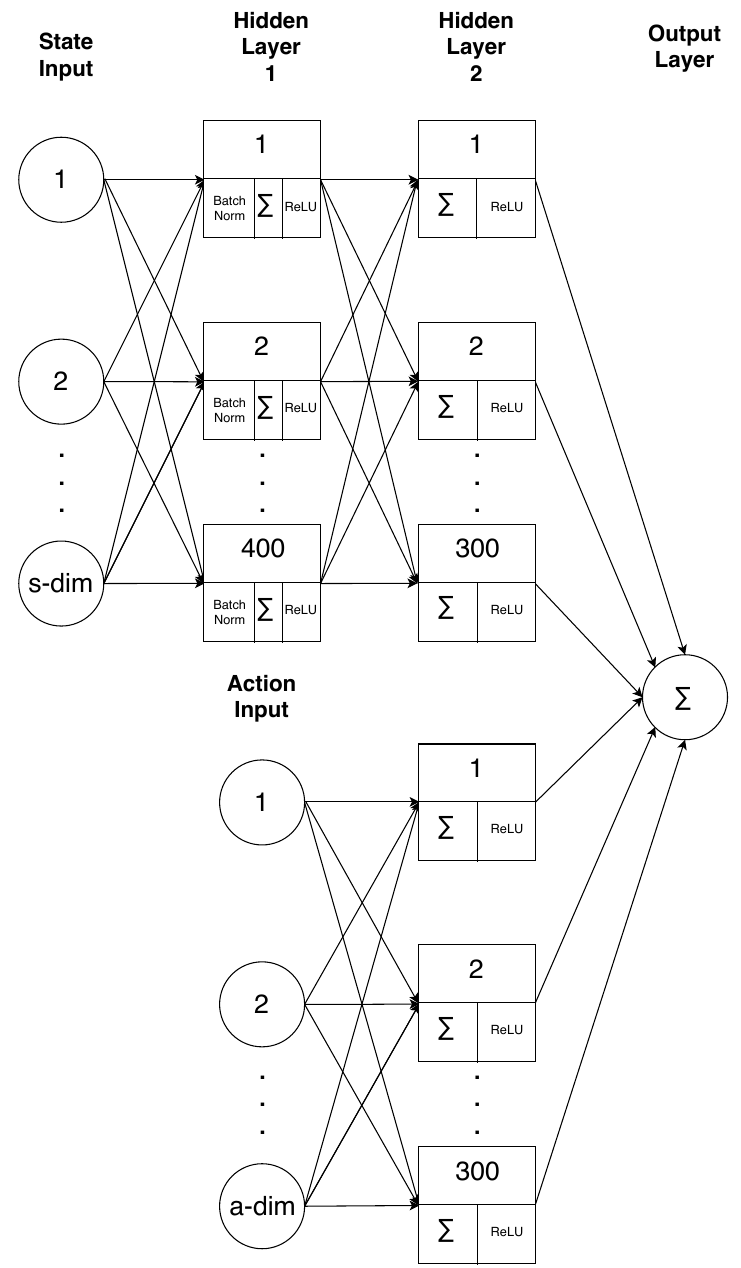 State
Input
Hidden
Layer
1
Hidden
Layer
2
Output
Layer
1
1
Batch
Norm
Σ
ReLU
1
Σ
ReLU
2
2
Batch
Norm
Σ
ReLU
2
Σ
ReLU
.
.
.
.
.
.
.
.
.
s-dim
400
Batch
Norm
Σ
ReLU
300
Σ
ReLU
Σ
Action
Input
1
1
Σ
ReLU
2
2
Σ
ReLU
.
.
.
.
.
.
a-dim
300
Σ
ReLU